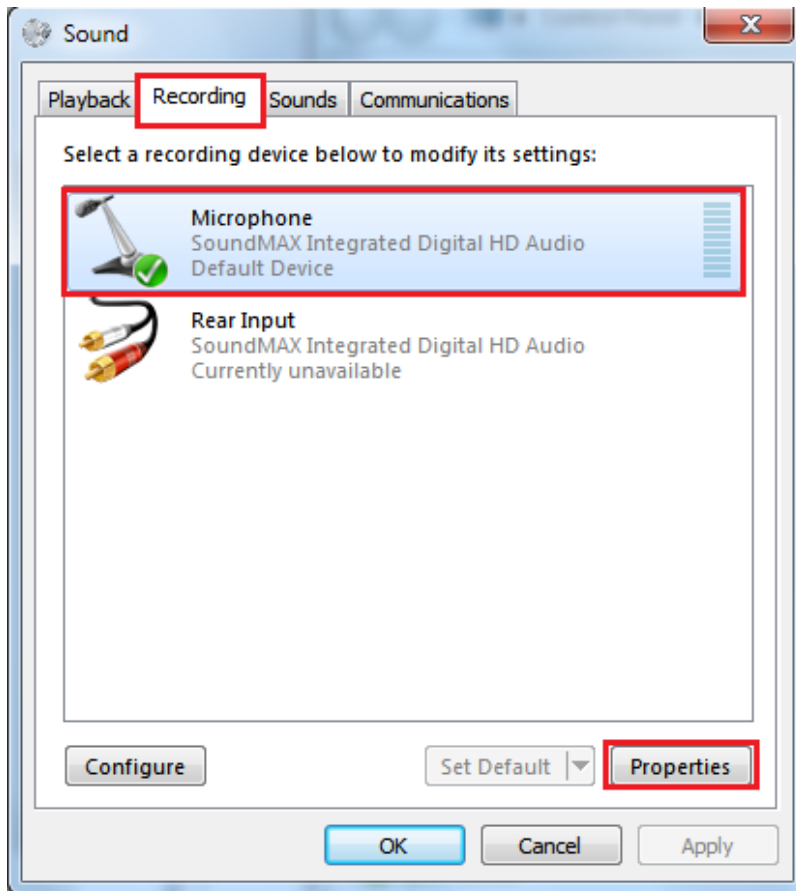 Sound
Playback Recording Sounds Communications
Select a recording device below to modify its settings:
Microphone
SoundMAX Integrated Digital HD Audio
Default Device
Rear Input
SoundMAX Integrated Digital HD Audio
Currently unavailable
Configure Set Default Properties
OK Cancel Apply